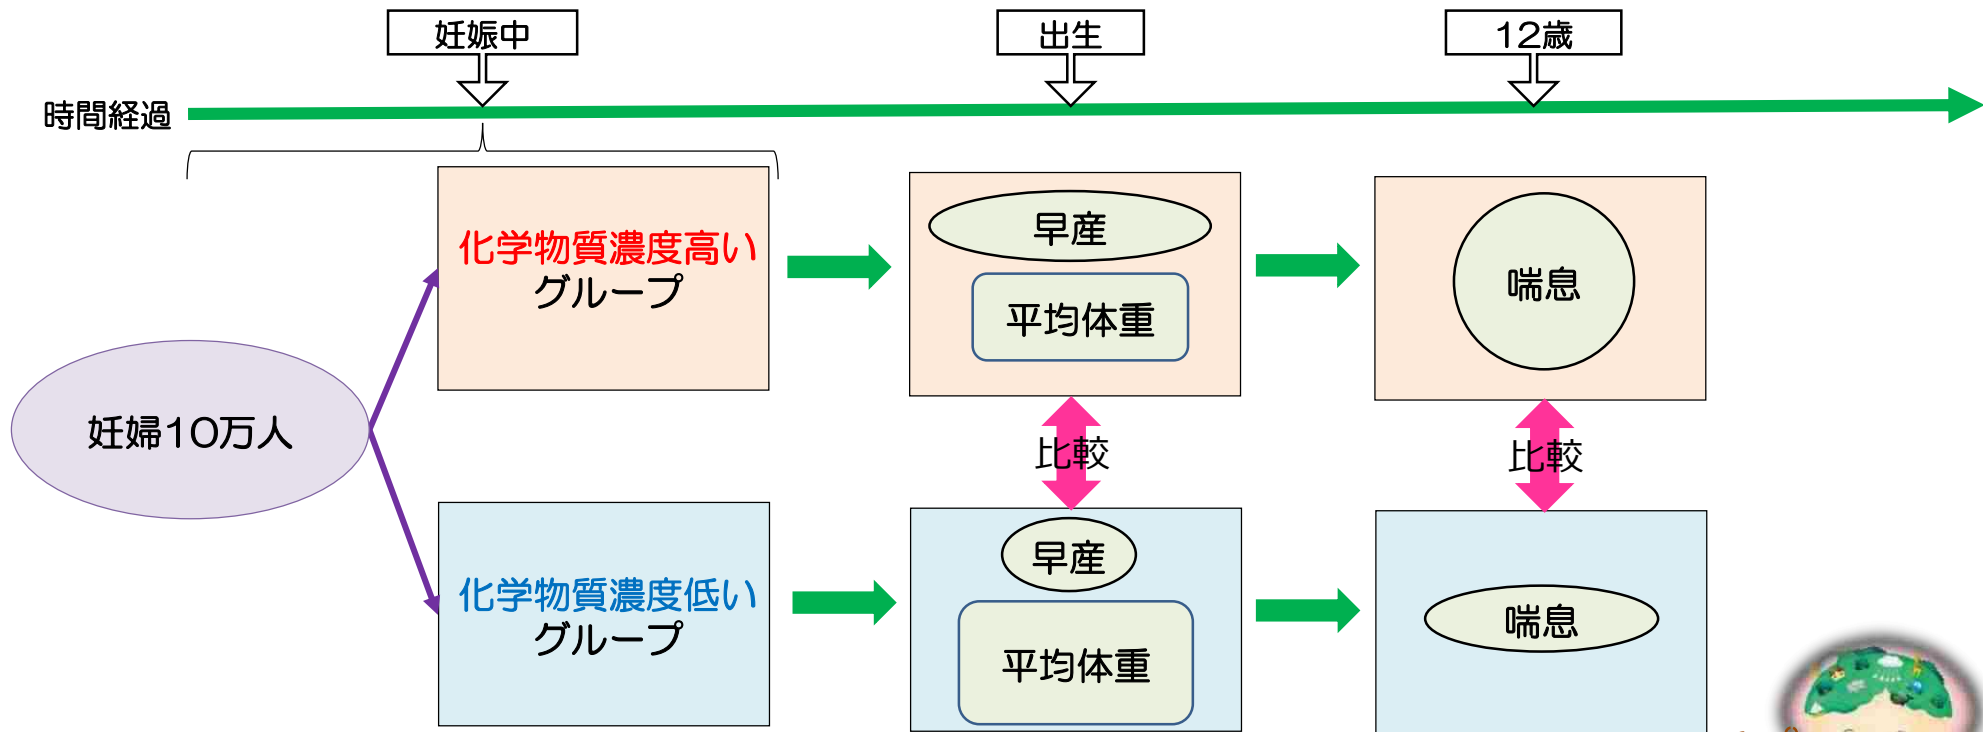 妊娠中
出生
12歳
時間経過
化学物質濃度高い
グループ
早産
平均体重
喘息
妊婦10万人
比較
比較
化学物質濃度低い
グループ
早産
平均体重
喘息